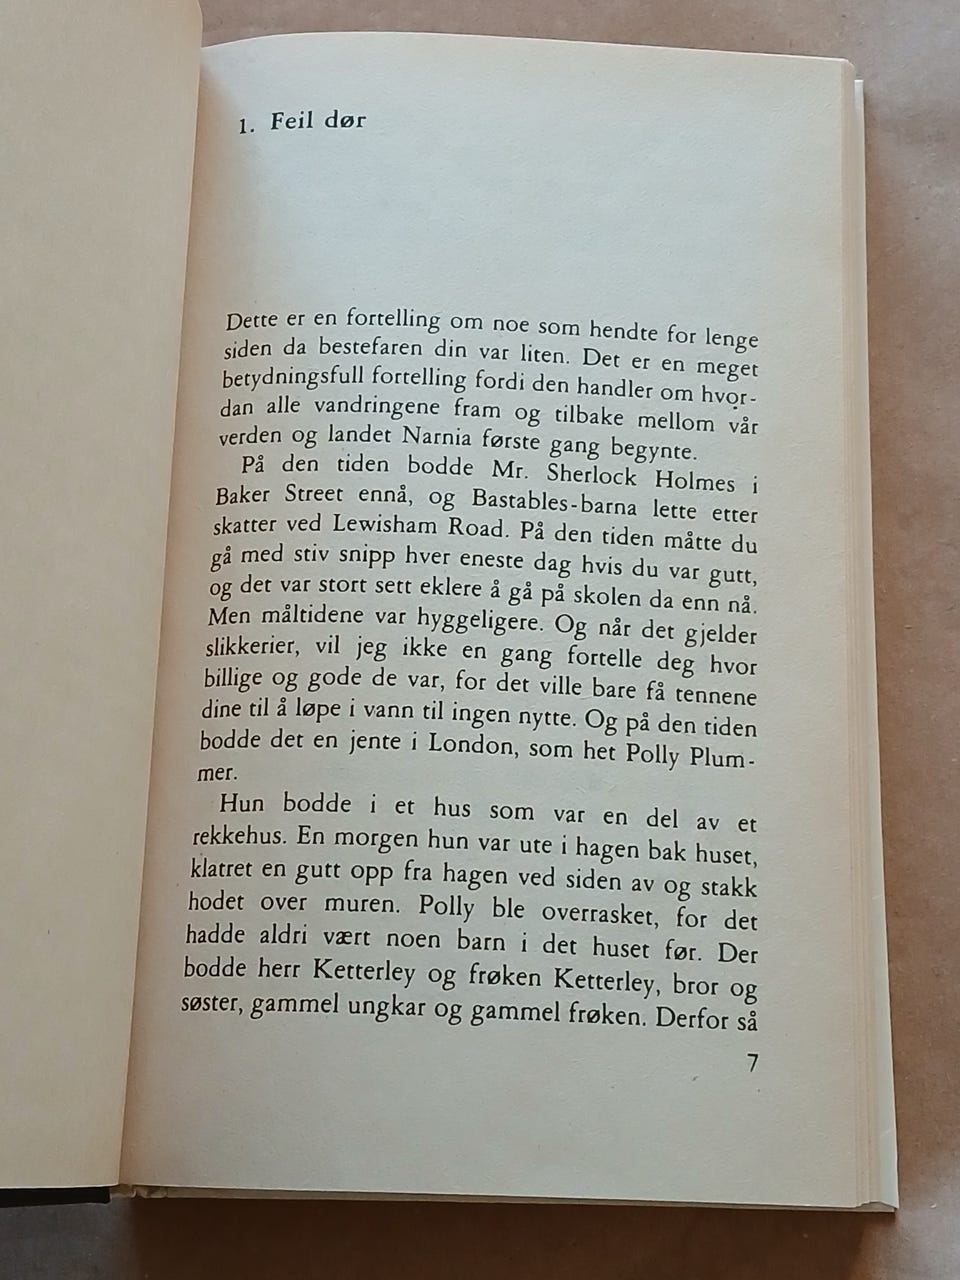 1. Feil dør
Dette er en fortelling om noe som hendte for lenge
siden da bestefaren din var liten. Det er en meget
betydningsfull fortelling fordi den handler om hvor-
dan alle vandringene fram og tilbake mellom vår
verden og landet Narnia første gang begynte.
På den tiden bodde Mr. Sherlock Holmes i
Baker Street ennå, og Bastables-barna lette etter
skatter ved Lewisham Road. På den tiden måtte du
gå med stiv snipp hver eneste dag hvis du var gutt,
og det var stort sett eklere å gå på skolen da enn nå.
Men måltidene var hyggeligere. Og når det gjelder
slikkerier, vil jeg ikke en gang fortelle deg hvor
billige og gode de var, for det ville bare få tennene
dine til å løpe i vann til ingen nytte. Og på den tiden
bodde det en jente i London, som het Polly Plum-
mer.
Hun bodde i et hus som var en del av et
rekkehus. En morgen hun var ute i hagen bak huset,
klatret en gutt opp fra hagen ved siden av og stakk
hodet over muren. Polly ble overrasket, for det
hadde aldri vært noen barn i det huset før. Der
bodde herr Ketterley og frøken Ketterley, bror og
søster, gammel ungkar og gammel frøken. Derfor så
7